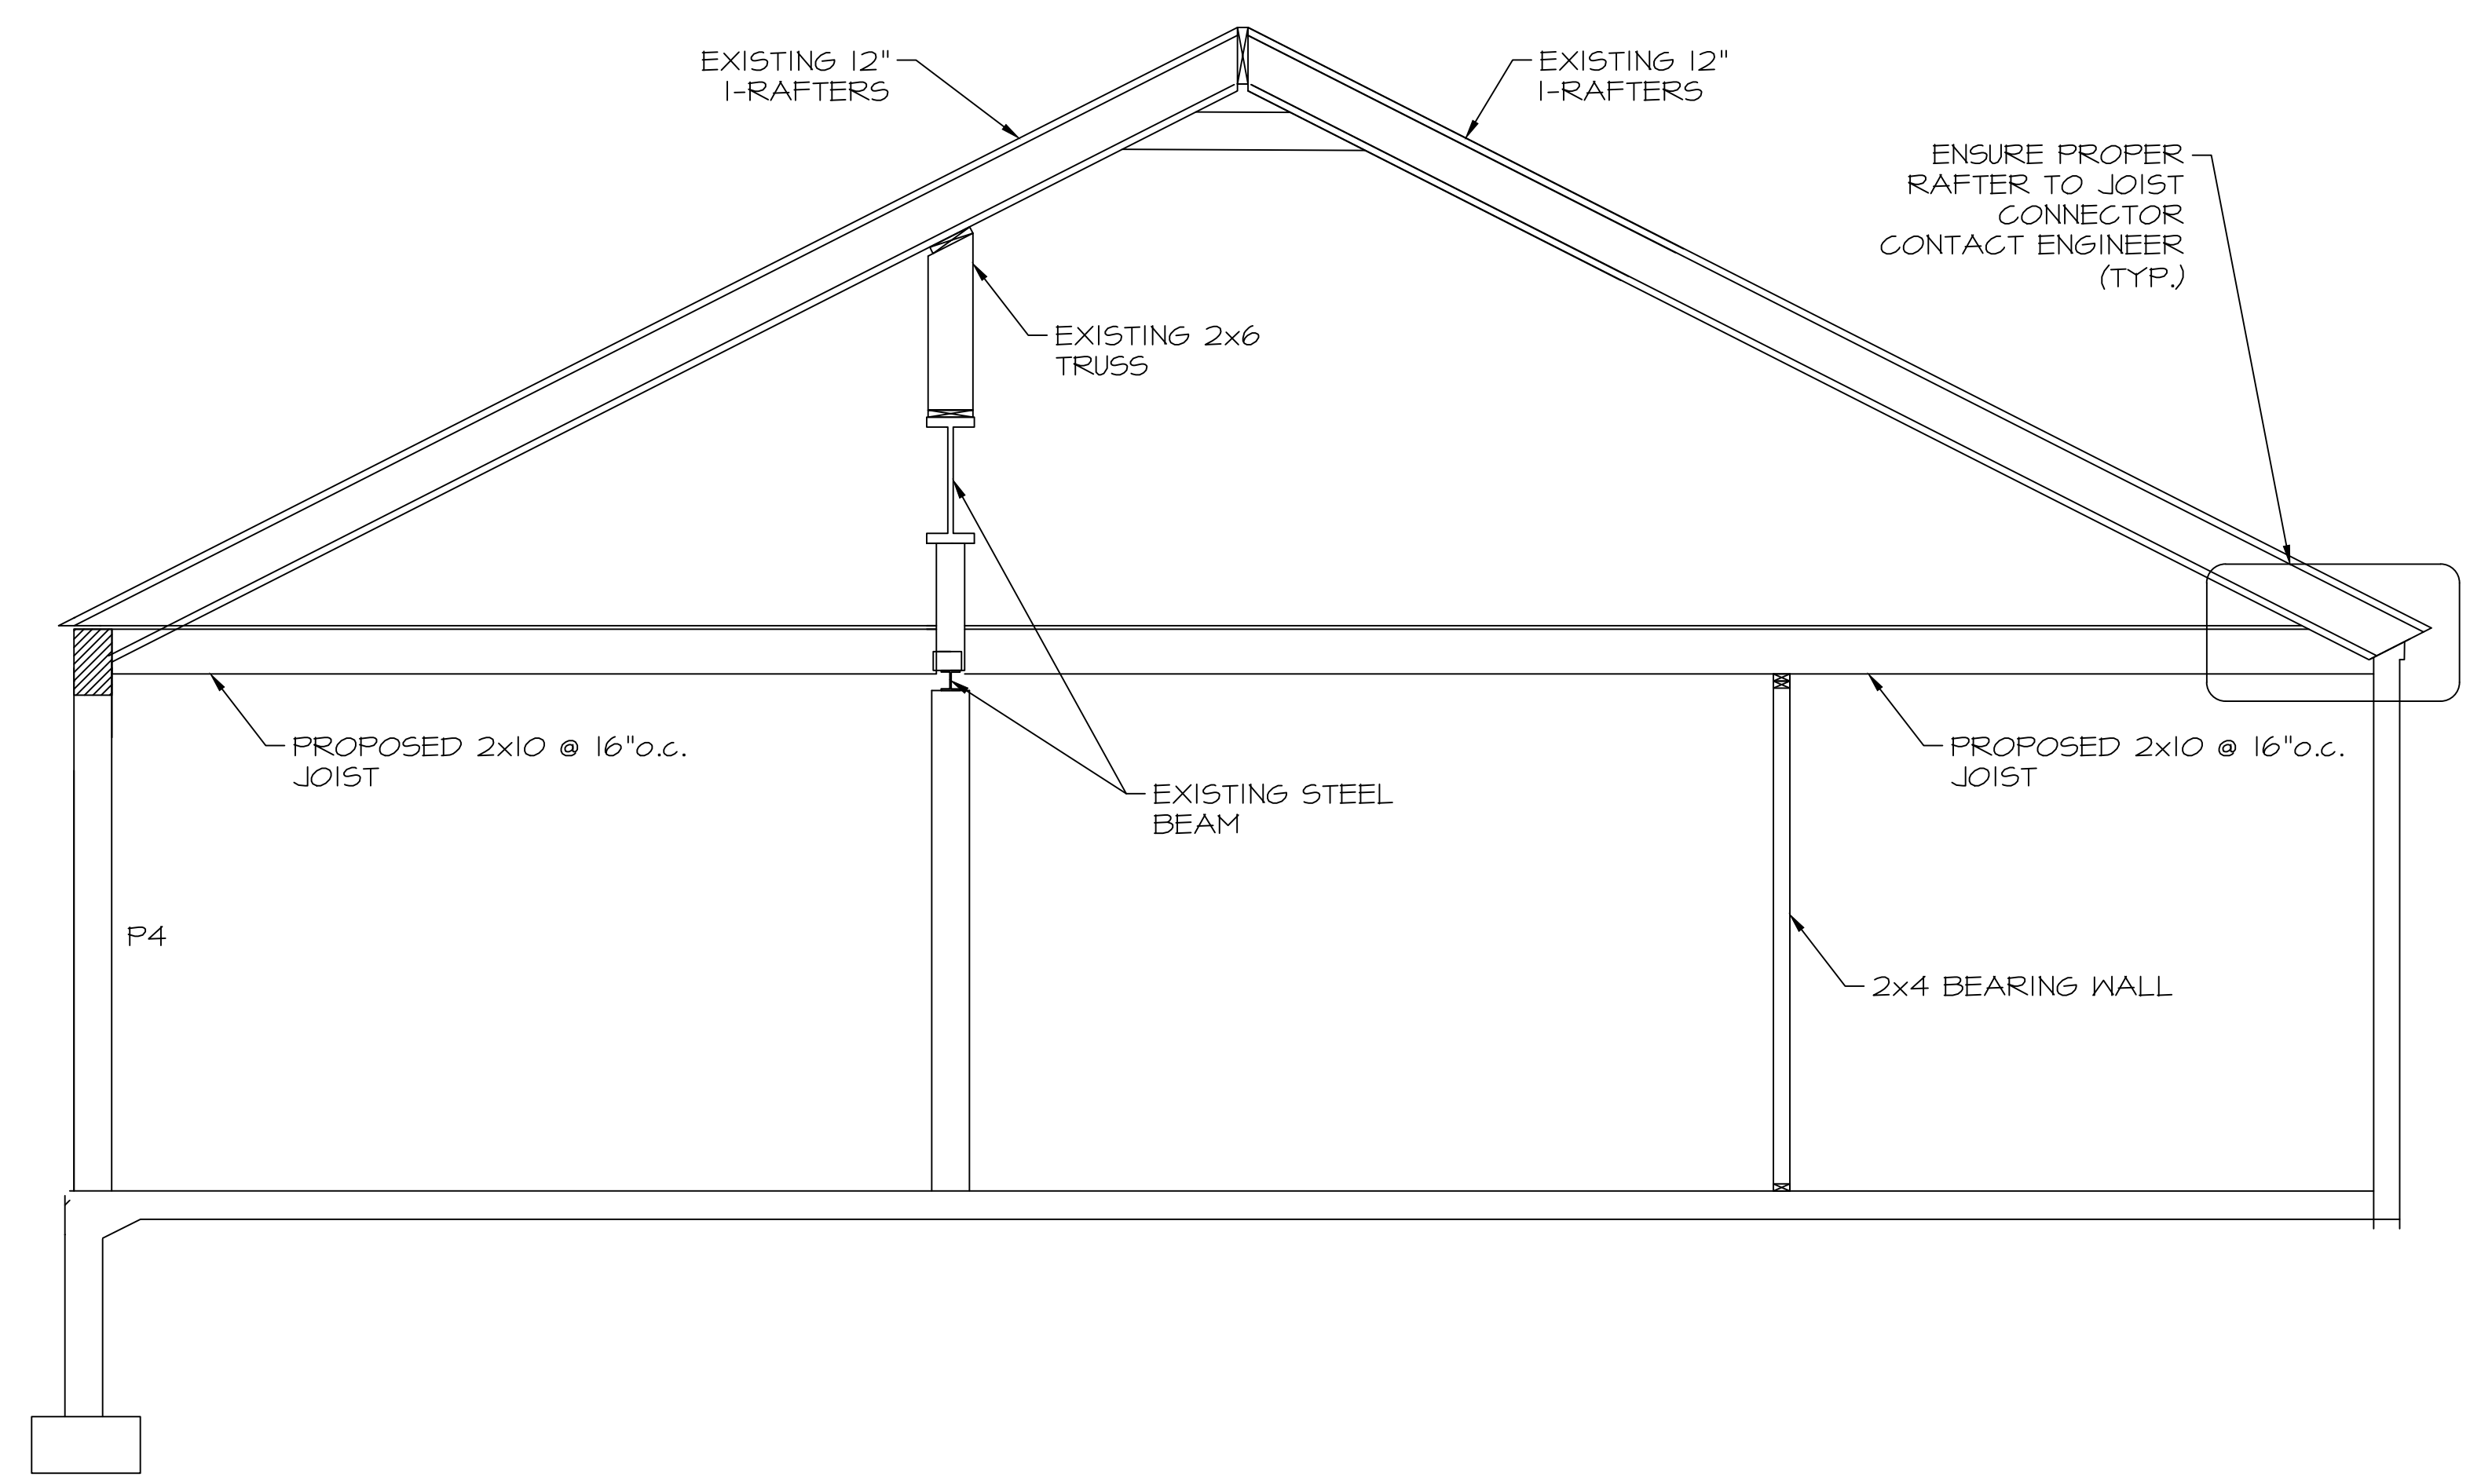 EXISTING 12"
I-RAFTERS
EXISTING 12"
I-RAFTERS
ENSURE PROPER
RAFTER TO JOIST
CONNECTOR
CONTACT ENGINEER
(TYP.)
EXISTING 2x6
TRUSS
PROPOSED 2x10 @ 16"o.c.
JOIST
PROPOSED 2x10 @ 16"o.c.
JOIST
EXISTING STEEL
BEAM
P4
2x4 BEARING WALL